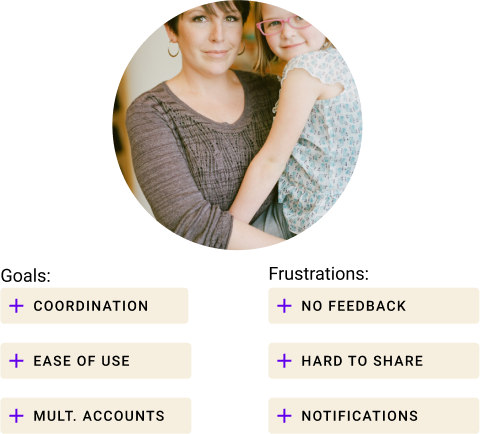 Goals:
+ COORDINATION
+ EASE OF USE
+ MULT. ACCOUNTS
Frustrations:
+ NO FEEDBACK
+ HARD TO SHARE
+ NOTIFICATIONS